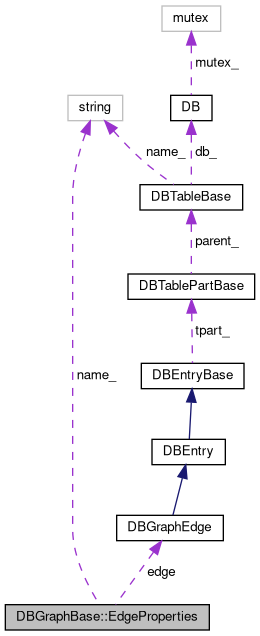 mutex
mutex_
string
DB
name_
db_
DBTableBase
parent_
DBTablePartBase
tpart_
name_
DBEntryBase
DBEntry
DBGraphEdge
edge
DBGraphBase::EdgeProperties